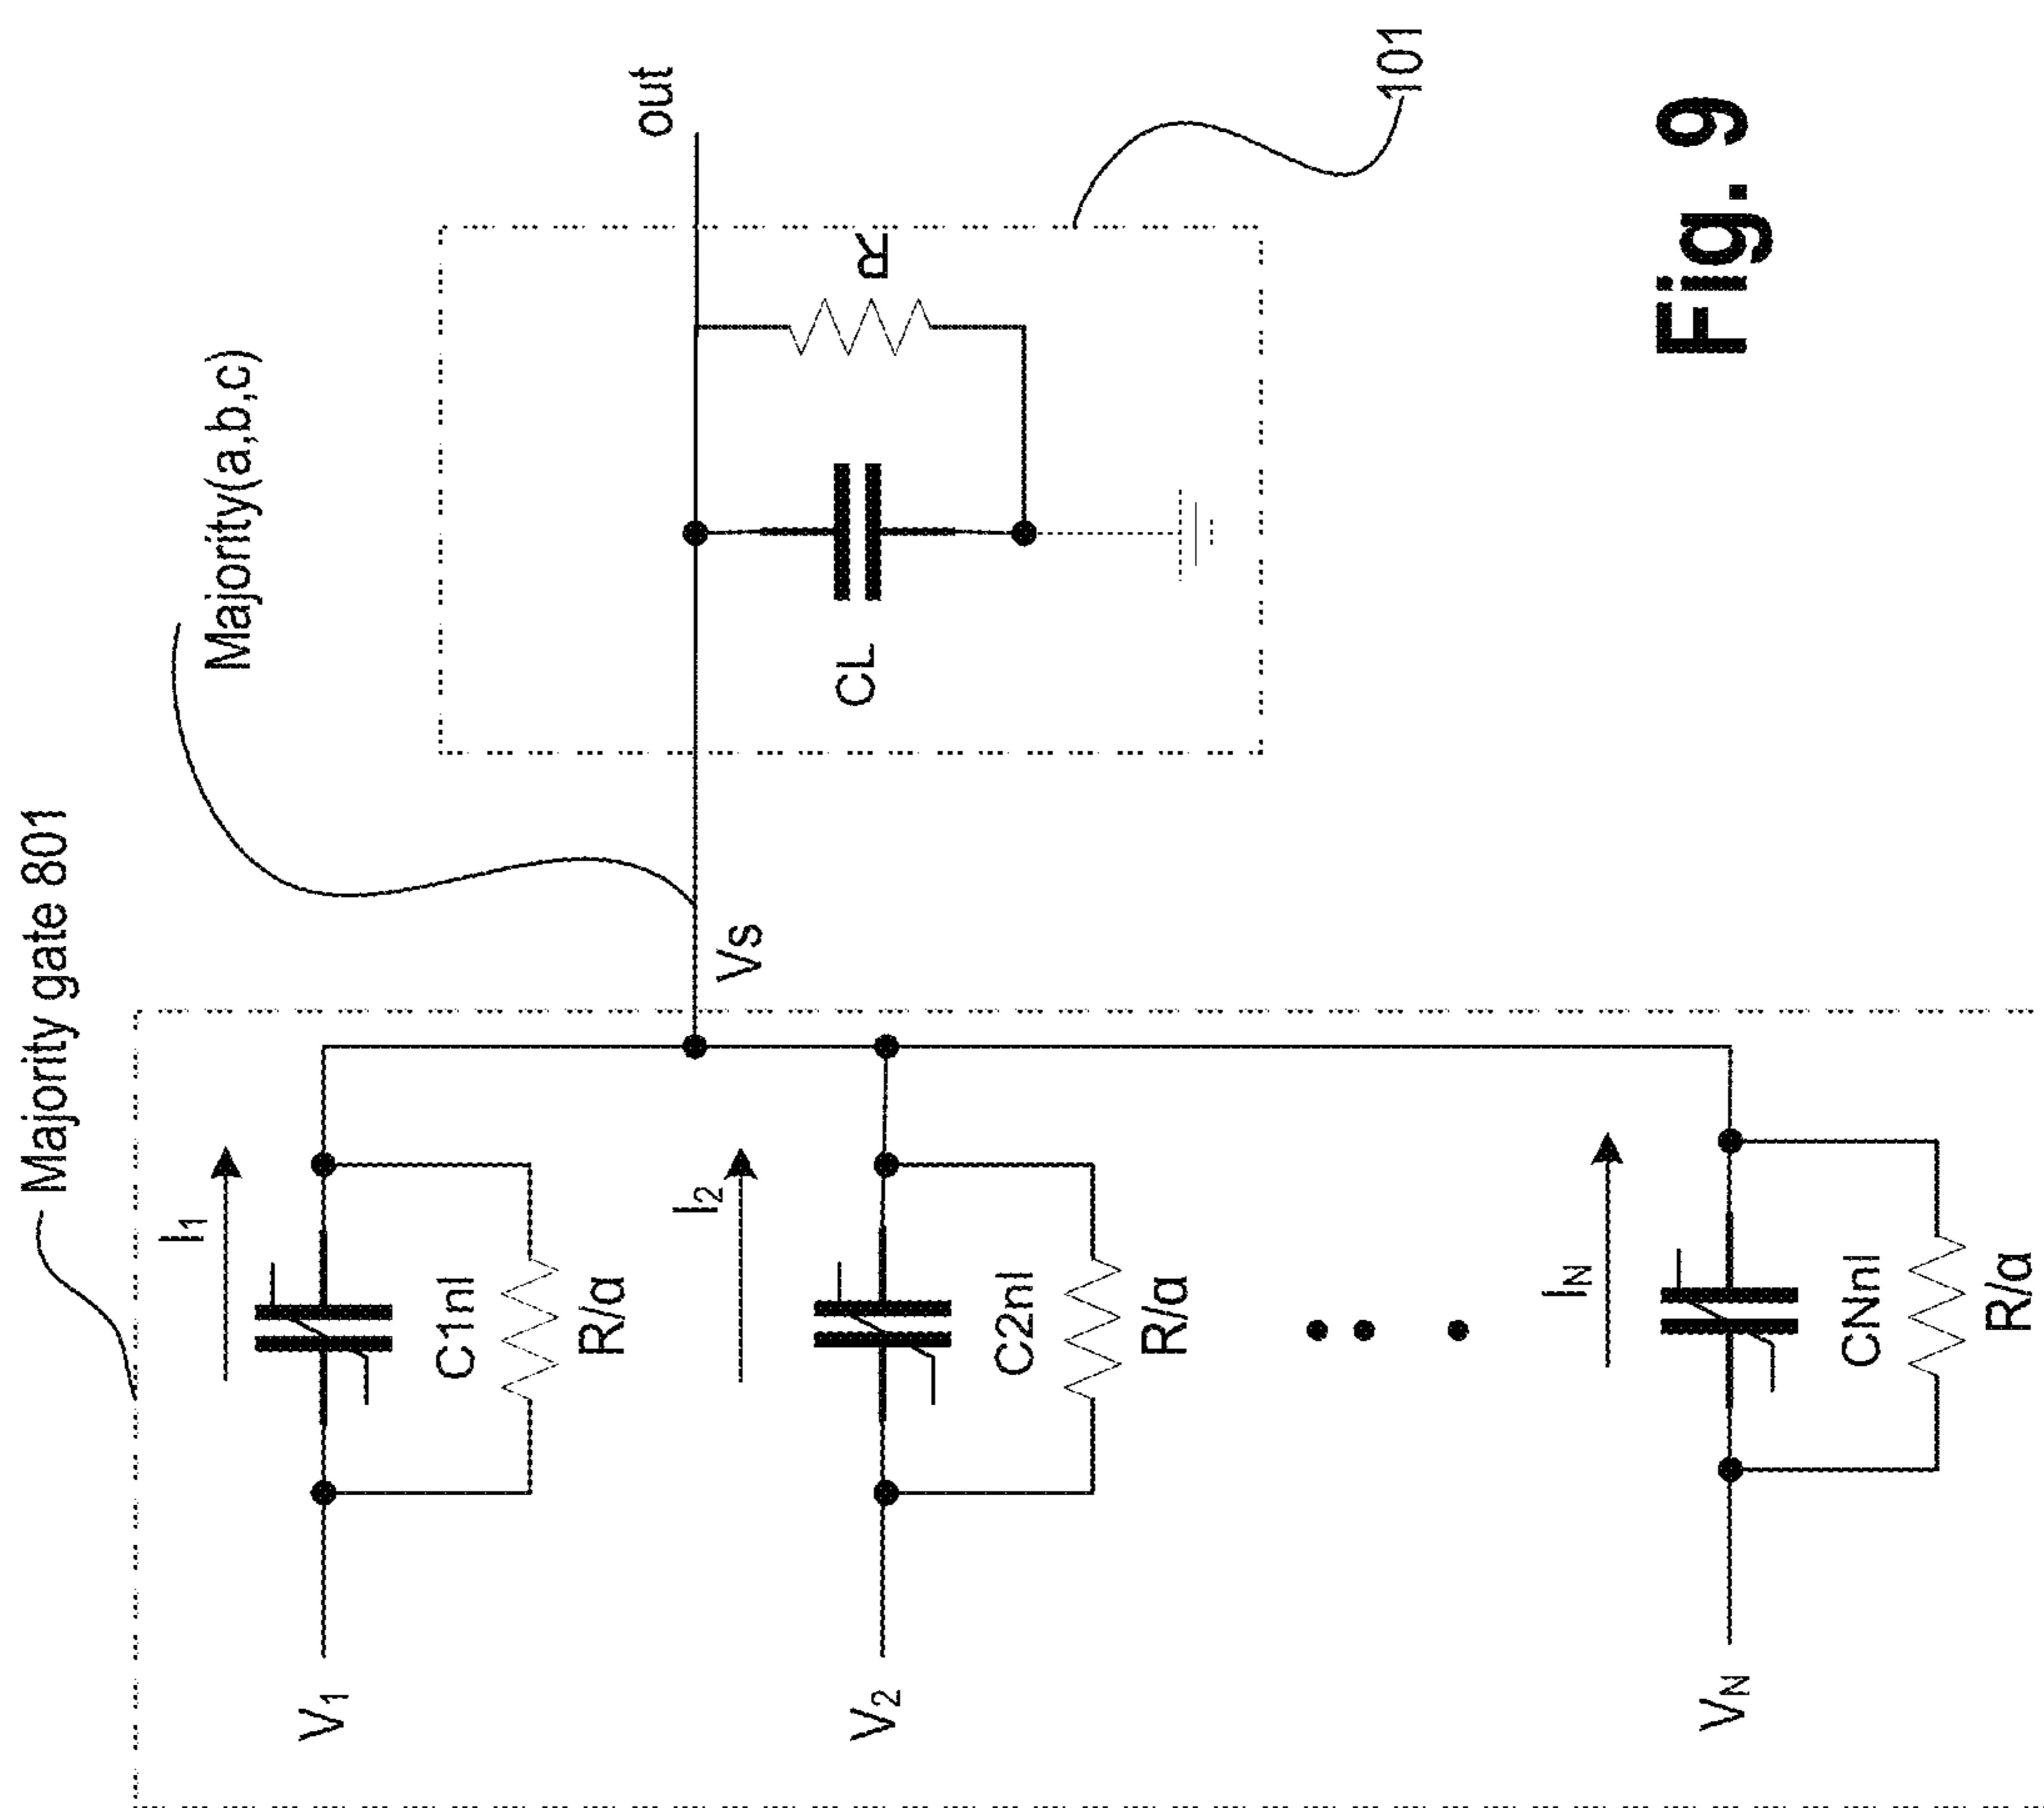 Majority gate 801
Majority(a,b,c)
I1
V1
C1nl
R/α
I2
V2
C2nl
R/α
Vs
out
CL
R
101
IN
VN
CNnl
R/α
Fig. 9